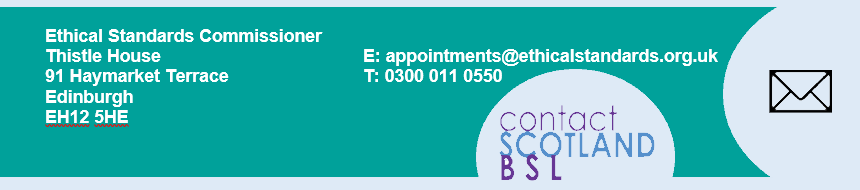 Ethical Standards Commissioner
Thistle House
91 Haymarket Terrace
Edinburgh
EH12 5HE
E: appointments@ethicalstandards.org.uk
T: 0300 011 0550
contact
SCOTLAND
BSL